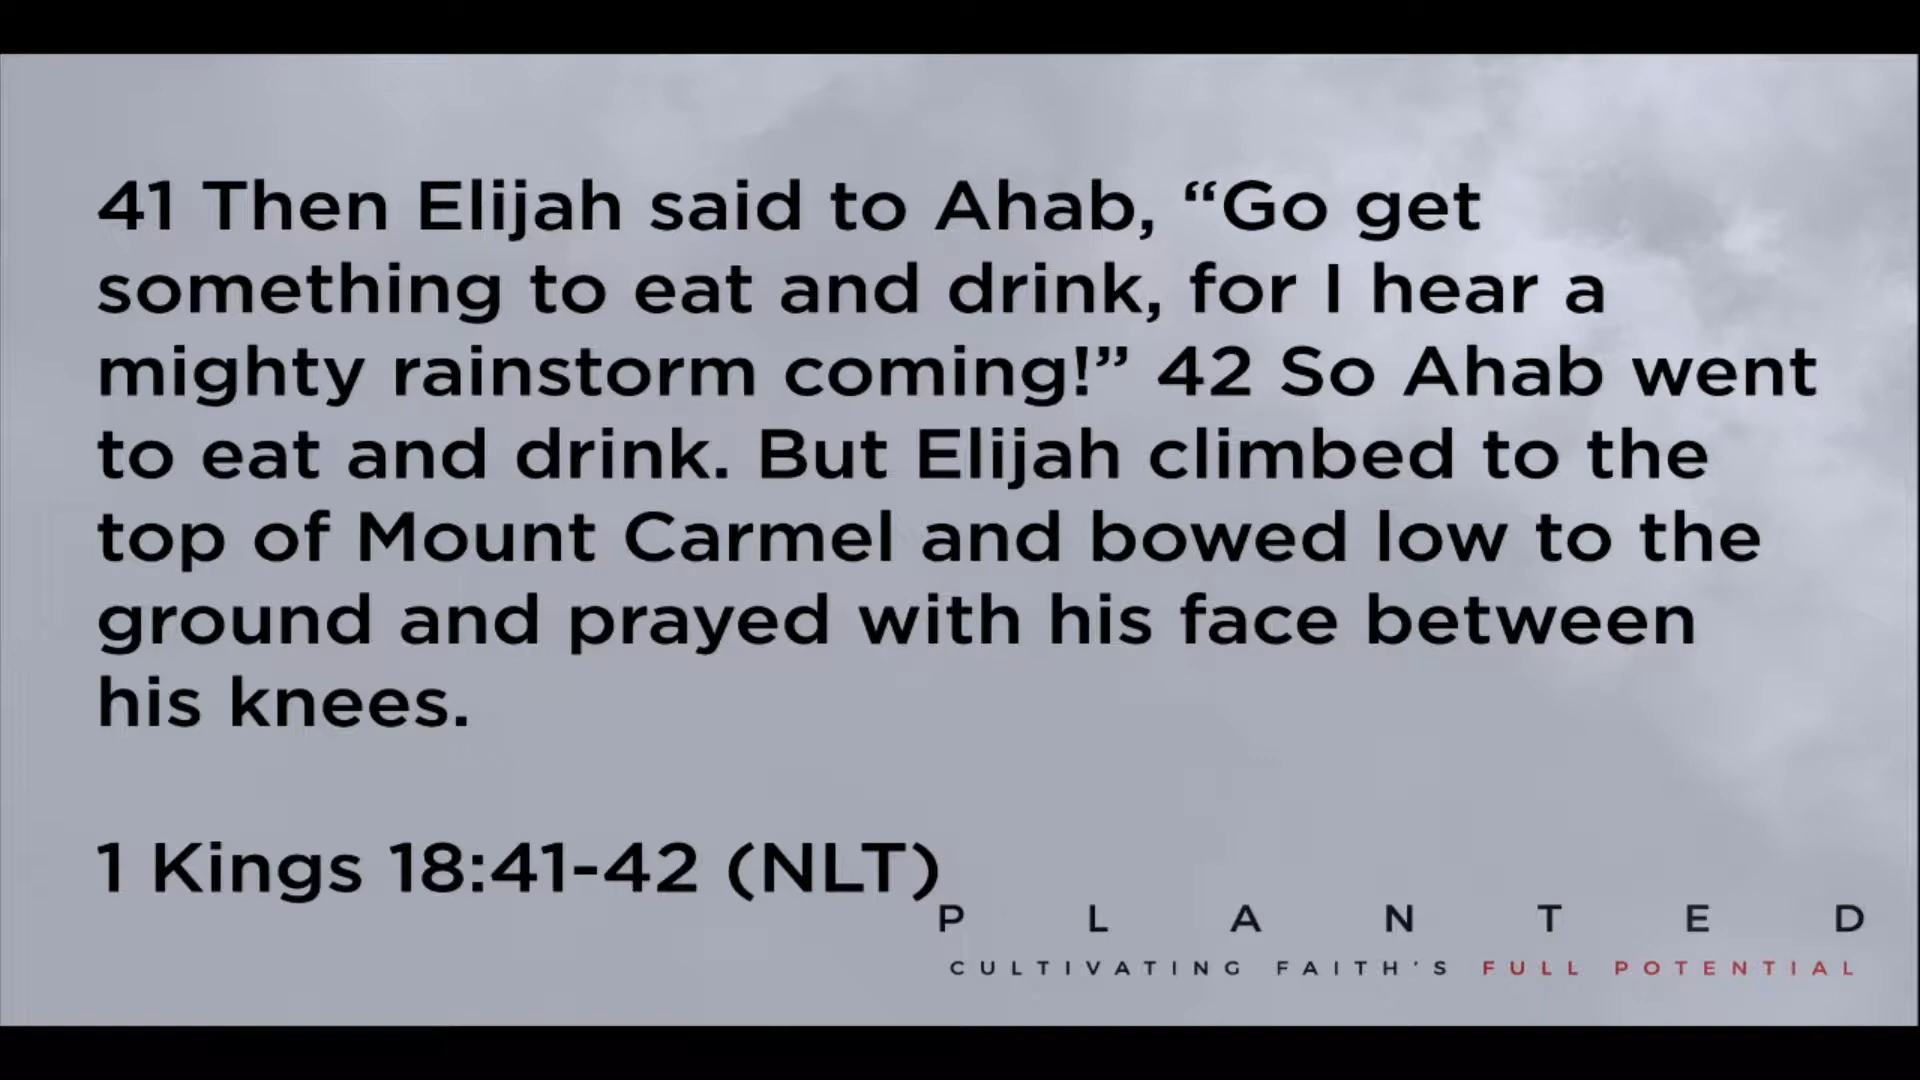 41 Then Elijah said to Ahab, “Go get
something to eat and drink, for I hear a
mighty rainstorm coming!” 42 So Ahab went
to eat and drink. But Elijah climbed to the
top of Mount Carmel and bowed low to the
ground and prayed with his face between
his knees.
1 Kings 18:41-42 (NLT)
PLANTED
CULTIVATING FAITH'S FULL POTENTIAL